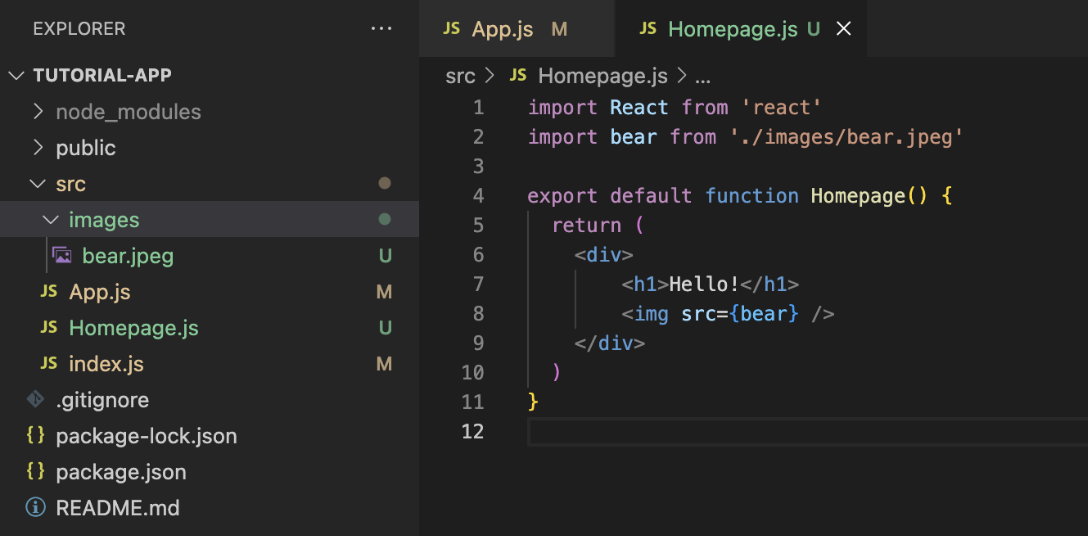 EXPLORER ...
TUTORIAL-APP
node_modules
public
src
images
bear.jpeg U
JS App.js M
JS Homepage.js U
JS index.js M
.gitignore
{} package-lock.json
{} package.json
README.md
JS App.js M JS Homepage.js U
src > JS Homepage.js > ...
1 import React from 'react'
2 import bear from './images/bear.jpeg'
3
4 export default function Homepage() {
5 return (
6 <div>
7 <h1>Hello!</h1>
8 <img src={bear} />
9 </div>
10 )
11 }
12